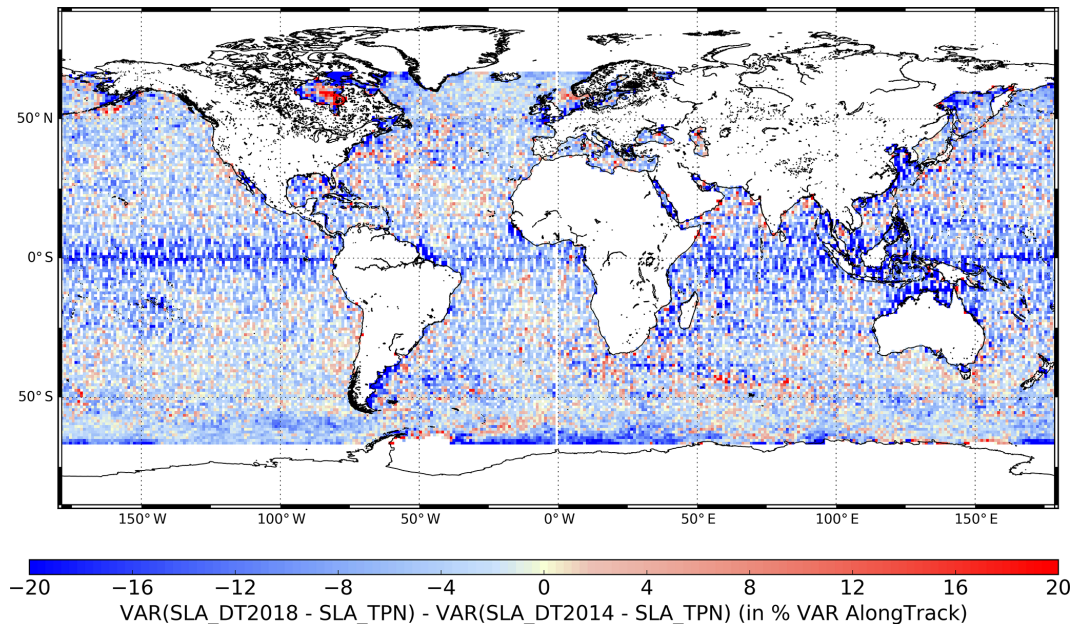 50° N
0° S
50° S
150° W 100° W 50° W 0° W 50° E 100° E 150° E
−20 −16 −12 −8 −4 0 4 8 12 16 20
VAR(SLA_DT2018 - SLA_TPN) - VAR(SLA_DT2014 - SLA_TPN) (in % VAR AlongTrack)